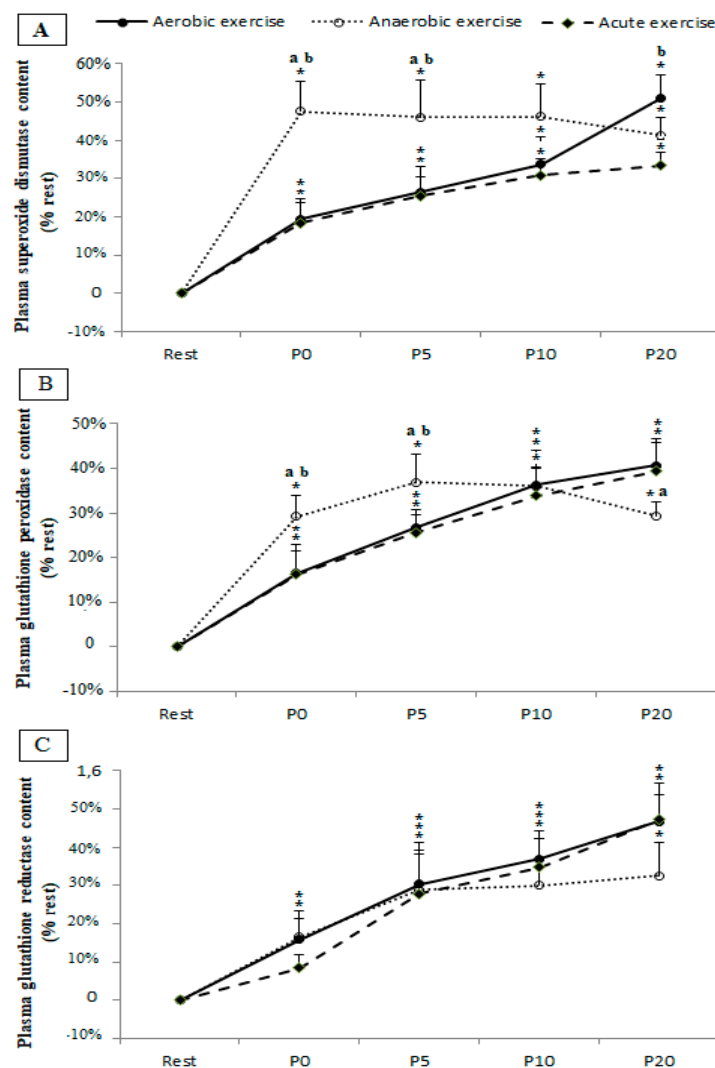 A
Aerobic exercise
Anaerobic exercise
Acute exercise
Plasma superoxide dismutase content
(% rest)
60%
50%
40%
30%
20%
10%
0
-10%
a b
*
a b
*
*
b
*
*
*
*
*
*
*
*
*
Rest
P0
P5
P10
P20
B
Plasma glutathione peroxidase content
(% rest)
50%
40%
30%
20%
10%
0
-10%
a b
*
a b
*
*
*
*
*
*
* a
*
*
*
*
Rest
P0
P5
P10
P20
C
Plasma glutathione reductase content
(% rest)
1,6
50%
40%
30%
20%
10%
0
-10%
*
*
*
*
*
*
*
*
*
*
*
Rest
P0
P5
P10
P20